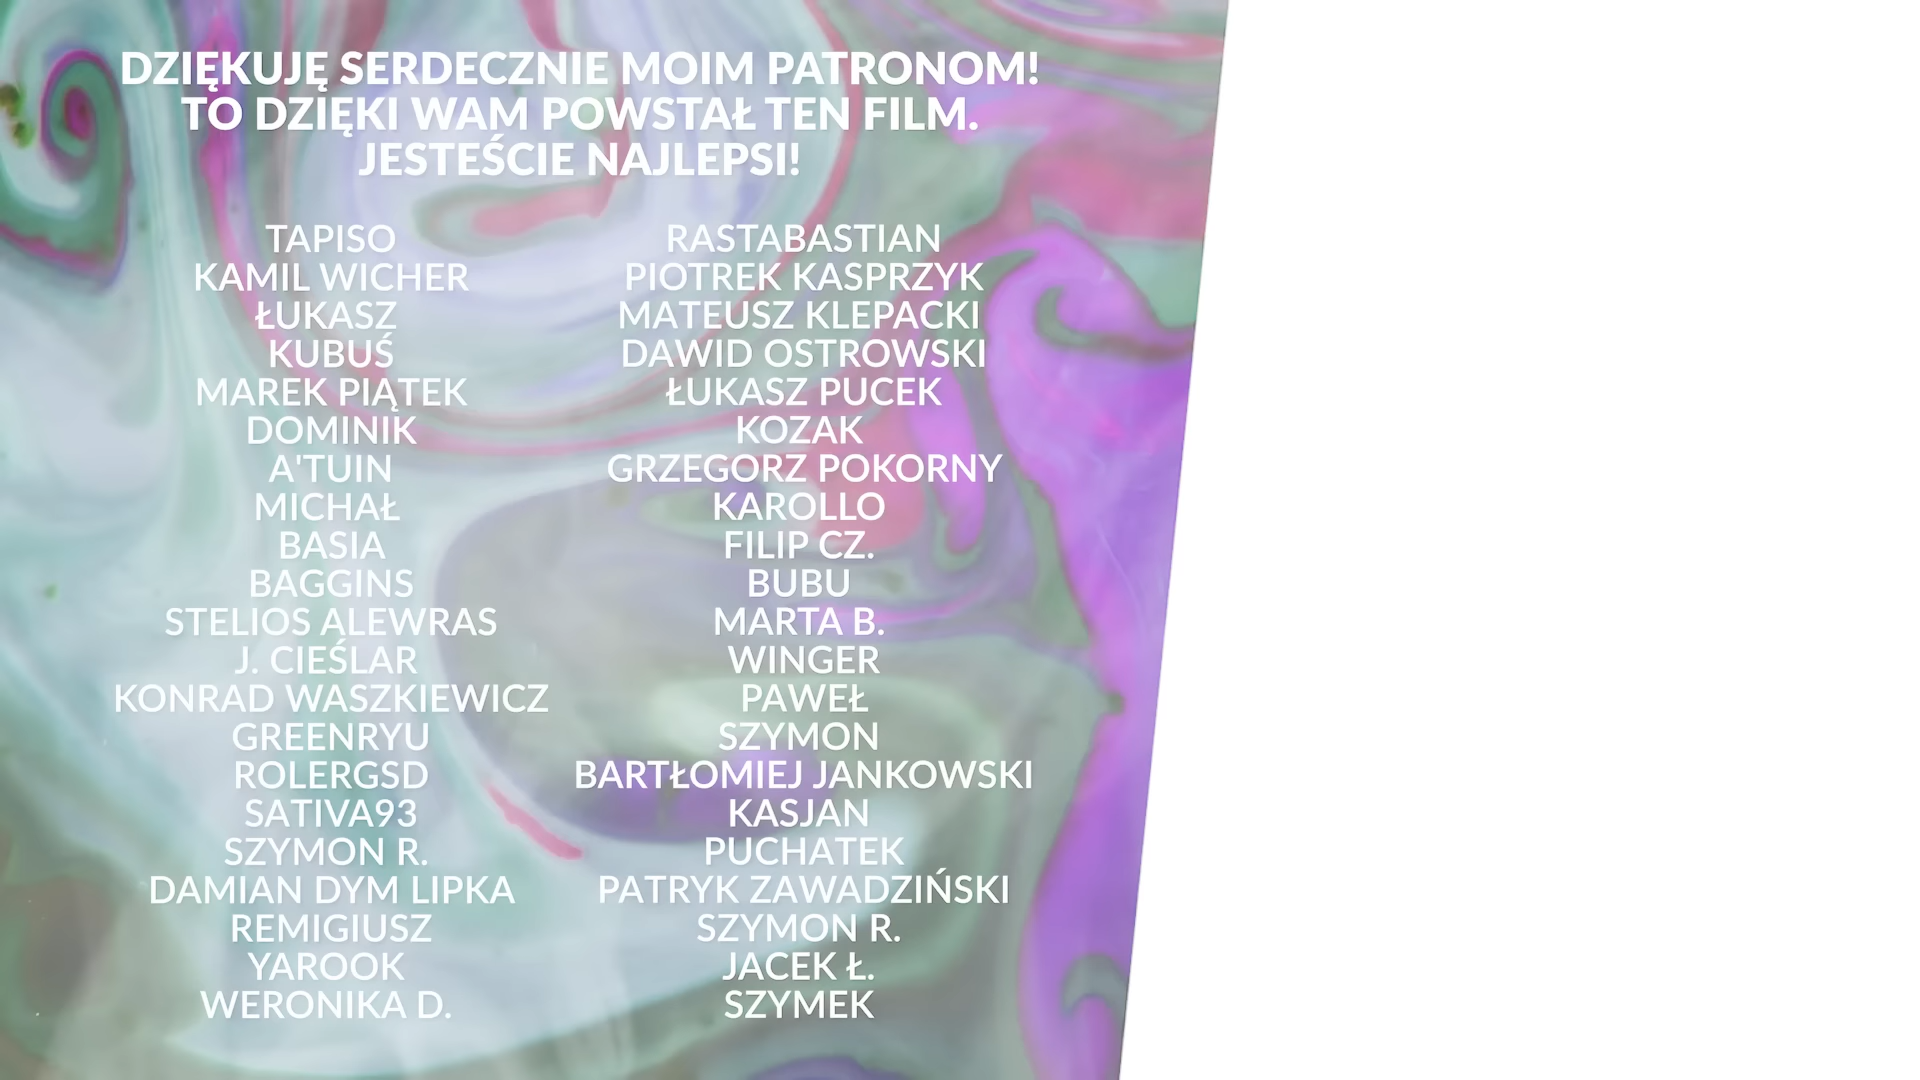 DZIĘKUJĘ SERDECZNIE MOIM PATRONOM!
TO DZIĘKI WAM POWSTAŁ TEN FILM.
JESTEŚCIE NAJLEPSI!
TAPISO
KAMIL WICHER
ŁUKASZ
KUBUŚ
MAREK PIĄTEK
DOMINIK
A'TUIN
MICHAŁ
BASIA
BAGGINS
STELIOS ALEWRAS
J. CIEŚLAR
KONRAD WASZKIEWICZ
GREENRYU
ROLERGSD
SATIVA93
SZYMON R.
DAMIAN DYM LIPKA
REMIGIUSZ
YAROOK
WERONIKA D.
RASTABASTIAN
PIOTREK KASPRZYK
MATEUSZ KLEPACKI
DAWID OSTROWSKI
ŁUKASZ PUCEK
KOZAK
GRZEGORZ POKORNY
KAROLLO
FILIP CZ.
BUBU
MARTA B.
WINGER
PAWEŁ
SZYMON
BARTŁOMIEJ JANKOWSKI
KASJAN
PUCHATEK
PATRYK ZAWADZIŃSKI
SZYMON R.
JACEK Ł.
SZYMEK